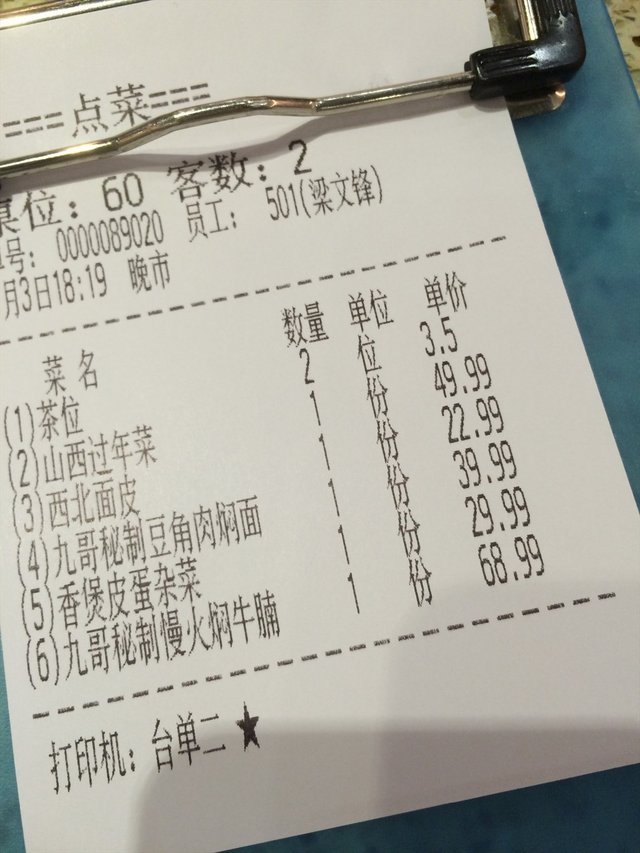 ===点菜===
桌位：60 客数：2
单号：0000089020 员工：501(梁文锋)
月3日18:19 晚市
菜名 数量 单位 单价
(1)茶位 2 位 3.5
(2)山西过年菜 1 份 49.99
(3)西北面皮 1 份 22.99
(4)九哥秘制豆角肉焖面 1 份 39.99
(5)香煲皮蛋杂菜 1 份 29.99
(6)九哥秘制慢火焖牛腩 1 份 68.99
打印机：台单二★